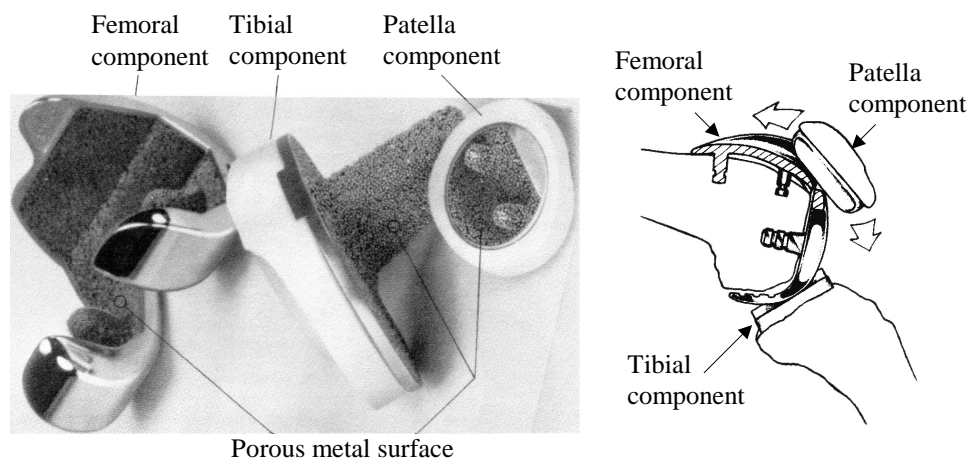 Femoral
component
Tibial
component
Patella
component
Porous metal surface
Femoral
component
Patella
component
Tibial
component